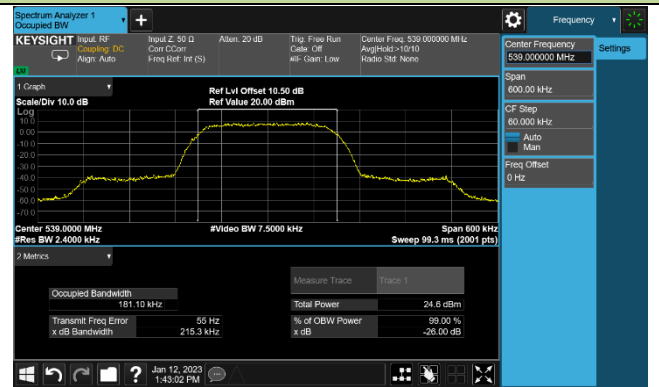 Spectrum Analyzer 1
Occupied BW
Frequency
KEYSIGHT
Input: RF
Coupling: DC
Align: Auto
Input Z: 50 Ω
Corr CCorr
Freq Ref: Int (S)
Atten: 20 dB
Trig: Free Run
Gate: Off
#IF Gain: Low
Center Freq: 539.000000 MHz
Avg|Hold:>10/10
Radio Std: None
LXI
Center Frequency
539.000000 MHz
Settings
Span
600.00 kHz
CF Step
60.000 kHz
Auto
Man
Freq Offset
0 Hz
1 Graph
Scale/Div 10.0 dB
Ref Lvl Offset 10.50 dB
Ref Value 20.00 dBm
Log
10.0
0.00
-10.0
-20.0
-30.0
-40.0
-50.0
-60.0
-70.0
Center 539.0000 MHz
#Res BW 2.4000 kHz
#Video BW 7.5000 kHz
Span 600 kHz
Sweep 99.3 ms (2001 pts)
2 Metrics
Measure Trace
Trace 1
Occupied Bandwidth
181.10 kHz
Total Power
24.6 dBm
Transmit Freq Error
55 Hz
% of OBW Power
99.00 %
x dB Bandwidth
215.3 kHz
x dB
-26.00 dB
?
Jan 12, 2023
1:43:02 PM